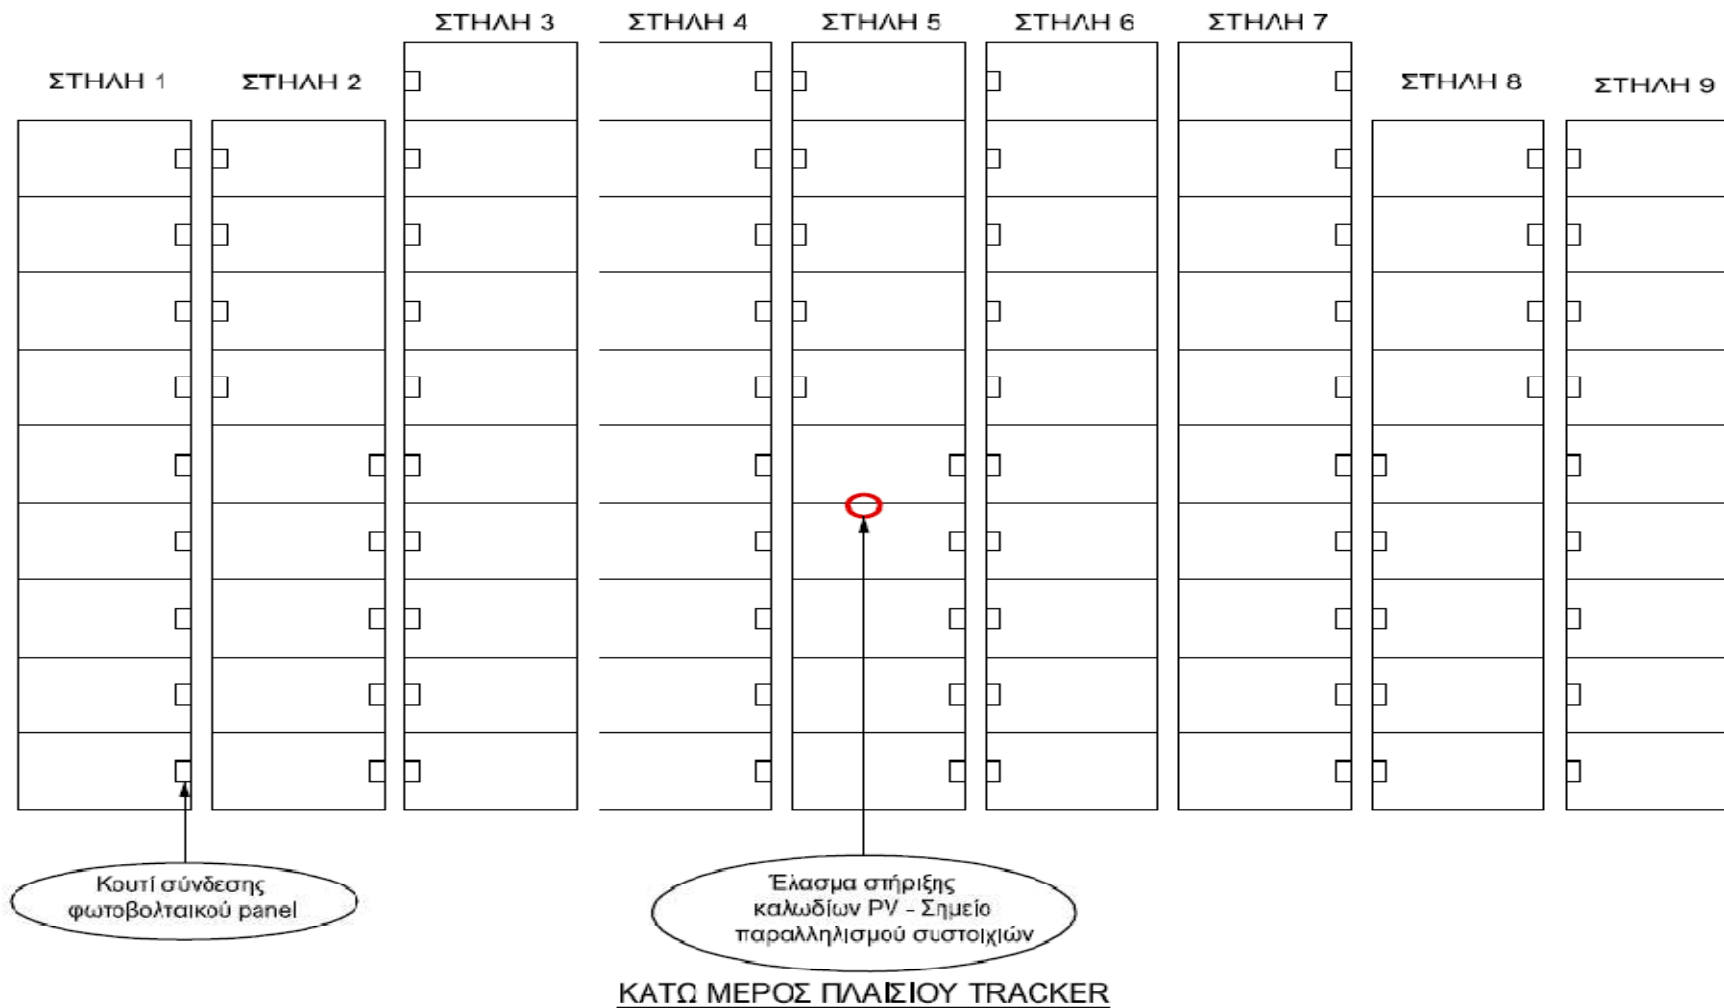 ΣΤΗΛΗ 1
ΣΤΗΛΗ 2
ΣΤΗΛΗ 3
ΣΤΗΛΗ 4
ΣΤΗΛΗ 5
ΣΤΗΛΗ 6
ΣΤΗΛΗ 7
ΣΤΗΛΗ 8
ΣΤΗΛΗ 9
Κουτί σύνδεσης
φωτοβολταικού panel
Έλασμα στήριξης
καλωδίων PV - Σημείο
παραλληλισμού συστοιχιών
ΚΑΤΩ ΜΕΡΟΣ ΠΛΑΙΣΙΟΥ TRACKER